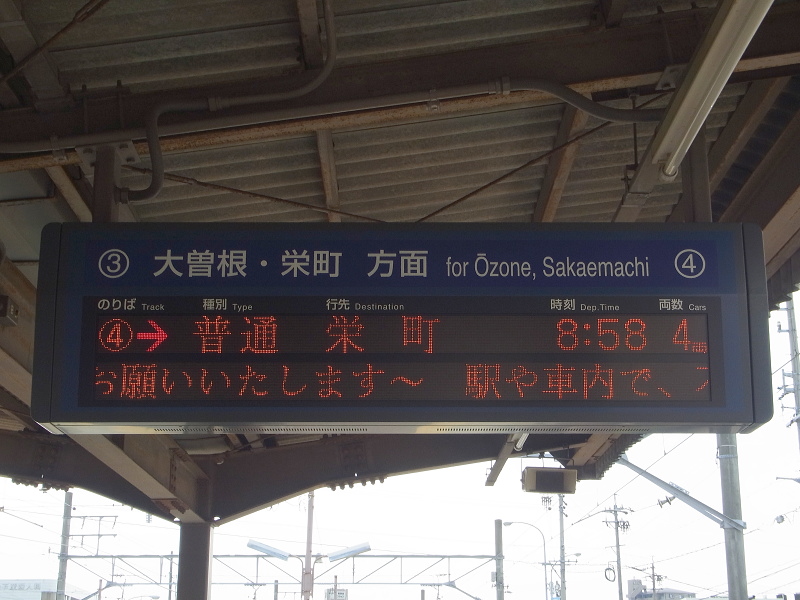 ③ 大曽根・栄町 方面 for Ōzone, Sakaemachi ④
のりば Track 種別 Type 行先 Destination 時刻 Dep.Time 両数 Cars
④→ 普通 栄町 8:58 4両
お願いいたします～ 駅や車内で、